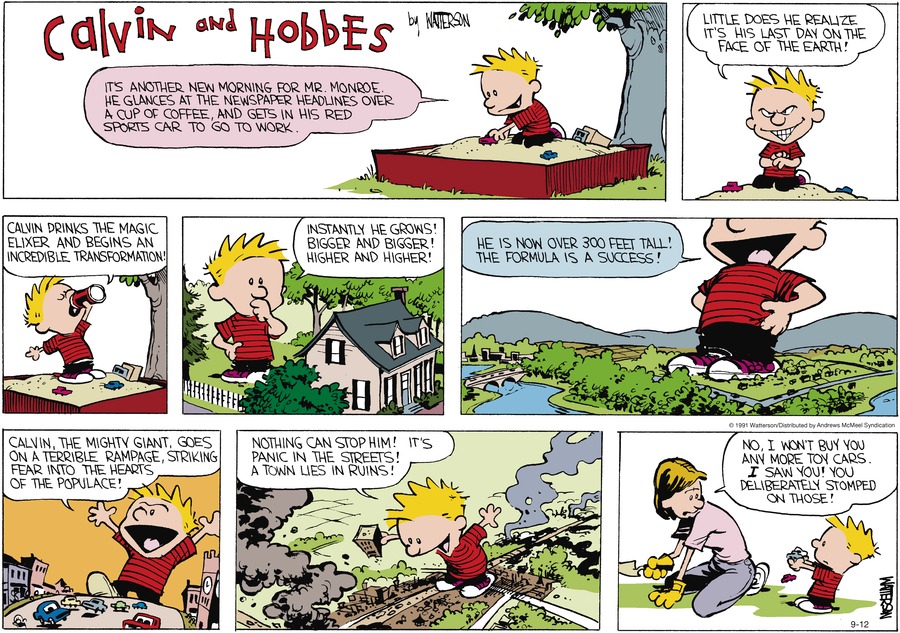 Calvin and Hobbes
by WATTERSON
IT'S ANOTHER NEW MORNING FOR MR. MONROE.
HE GLANCES AT THE NEWSPAPER HEADLINES OVER
A CUP OF COFFEE, AND GETS IN HIS RED
SPORTS CAR TO GO TO WORK.
LITTLE DOES HE REALIZE
IT'S HIS LAST DAY ON THE
FACE OF THE EARTH!
CALVIN DRINKS THE MAGIC
ELIXER AND BEGINS AN
INCREDIBLE TRANSFORMATION!
INSTANTLY HE GROWS!
BIGGER AND BIGGER!
HIGHER AND HIGHER!
HE IS NOW OVER 300 FEET TALL!
THE FORMULA IS A SUCCESS!
© 1991 Watterson/Distributed by Andrews McMeel Syndication
CALVIN, THE MIGHTY GIANT, GOES
ON A TERRIBLE RAMPAGE, STRIKING
FEAR INTO THE HEARTS
OF THE POPULACE!
NOTHING CAN STOP HIM! IT'S
PANIC IN THE STREETS!
A TOWN LIES IN RUINS!
NO, I WON'T BUY YOU
ANY MORE TOY CARS.
I SAW YOU! YOU
DELIBERATELY STOMPED
ON THOSE!
WATTERSON
9-12